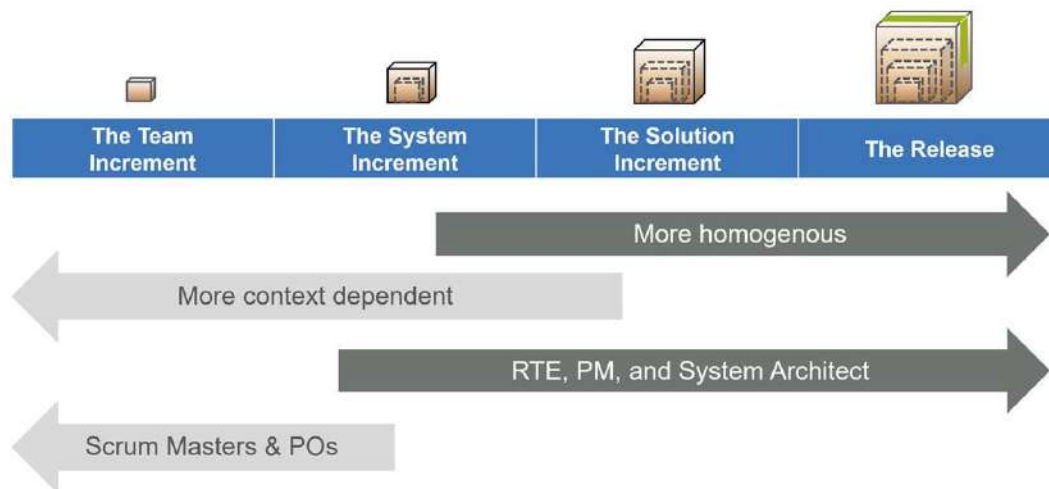 The Team
Increment
The System
Increment
The Solution
Increment
The Release
More homogenous
More context dependent
RTE, PM, and System Architect
Scrum Masters & POs